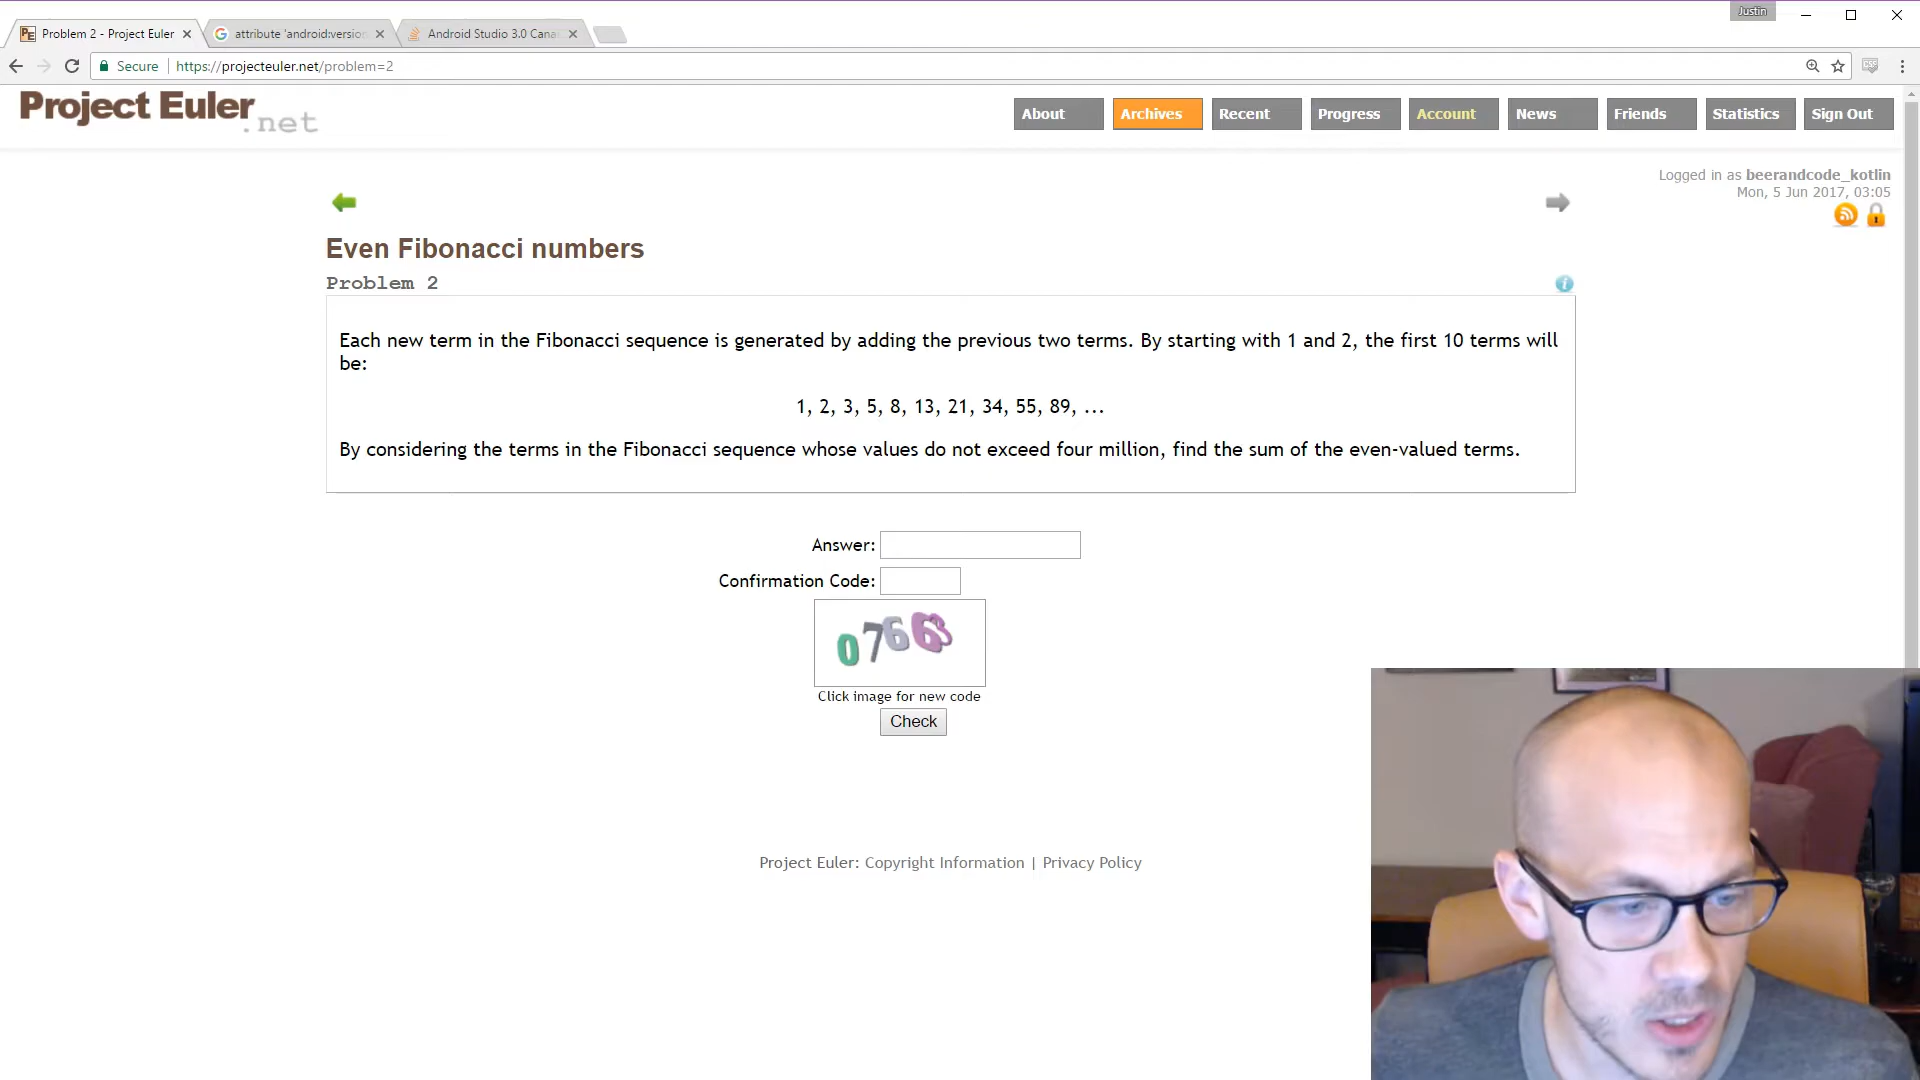 Justin
Problem 2 - Project Euler
attribute 'android:version
Android Studio 3.0 Cana
Secure
https://projecteuler.net/problem=2
Project Euler
.net
About
Archives
Recent
Progress
Account
News
Friends
Statistics
Sign Out
Logged in as beerandcode_kotlin
Mon, 5 Jun 2017, 03:05
Even Fibonacci numbers
Problem 2
Each new term in the Fibonacci sequence is generated by adding the previous two terms. By starting with 1 and 2, the first 10 terms will
be:
1, 2, 3, 5, 8, 13, 21, 34, 55, 89, ...
By considering the terms in the Fibonacci sequence whose values do not exceed four million, find the sum of the even-valued terms.
Answer:
Confirmation Code:
Click image for new code
Check
Project Euler: Copyright Information | Privacy Policy